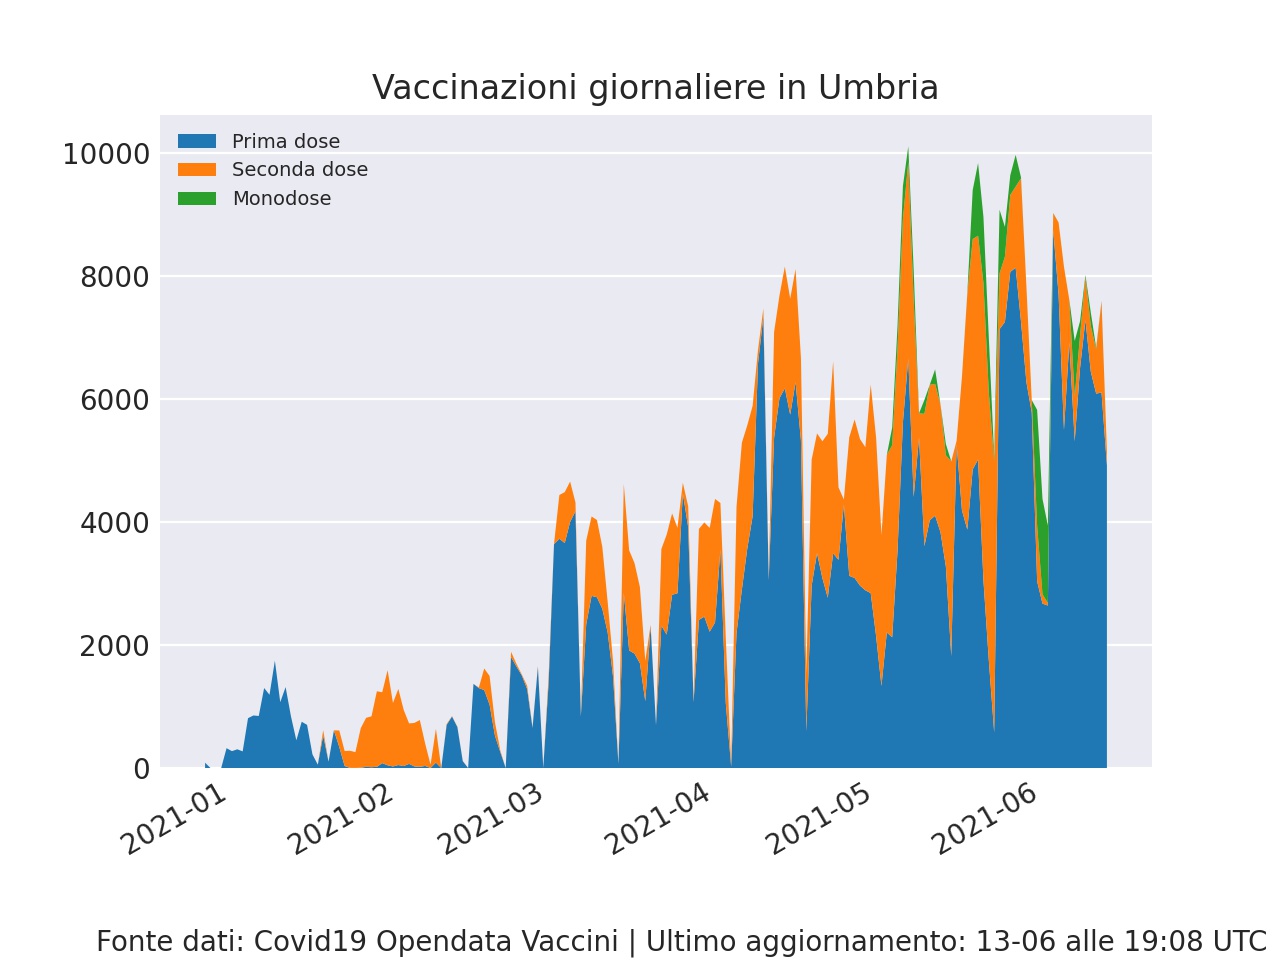 Vaccinazioni giornaliere in Umbria
Prima dose
Seconda dose
Monodose
10000
8000
6000
4000
2000
0
2021-01
2021-02
2021-03
2021-04
2021-05
2021-06
Fonte dati: Covid19 Opendata Vaccini | Ultimo aggiornamento: 13-06 alle 19:08 UTC